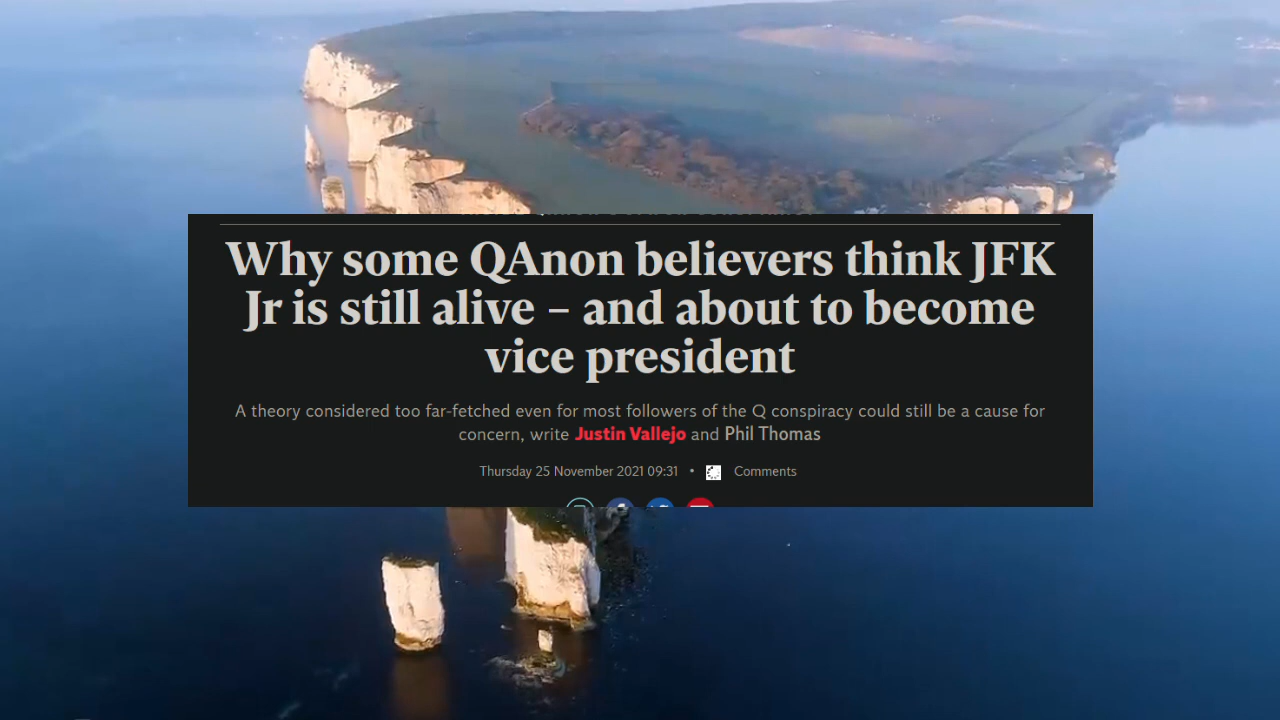 Why some QAnon believers think JFK
Jr is still alive – and about to become
vice president
A theory considered too far-fetched even for most followers of the Q conspiracy could still be a cause for
concern, write Justin Vallejo and Phil Thomas
Thursday 25 November 2021 09:31 • Comments